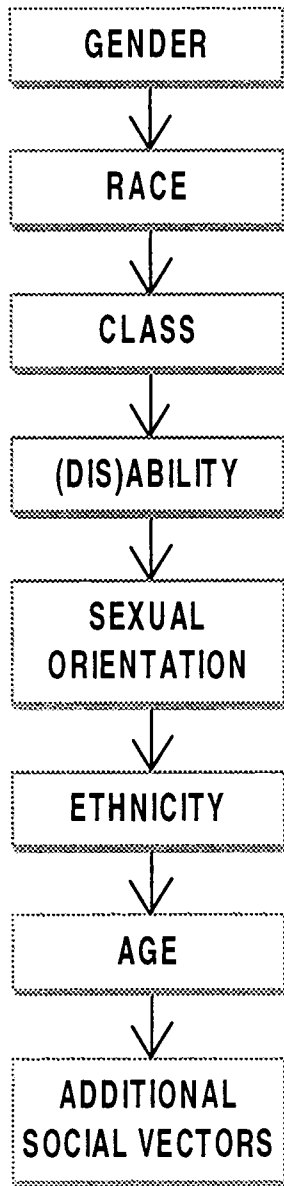 GENDER
RACE
CLASS
(DIS)ABILITY
SEXUAL
ORIENTATION
ETHNICITY
AGE
ADDITIONAL
SOCIAL VECTORS